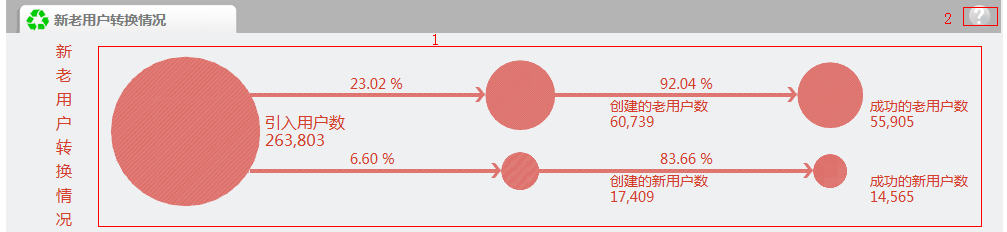 新老用户转换情况
2
1
新老用户转换情况
23.02 %
92.04 %
引入用户数
263,803
创建的老用户数
60,739
成功的老用户数
55,905
6.60 %
83.66 %
创建的新用户数
17,409
成功的新用户数
14,565